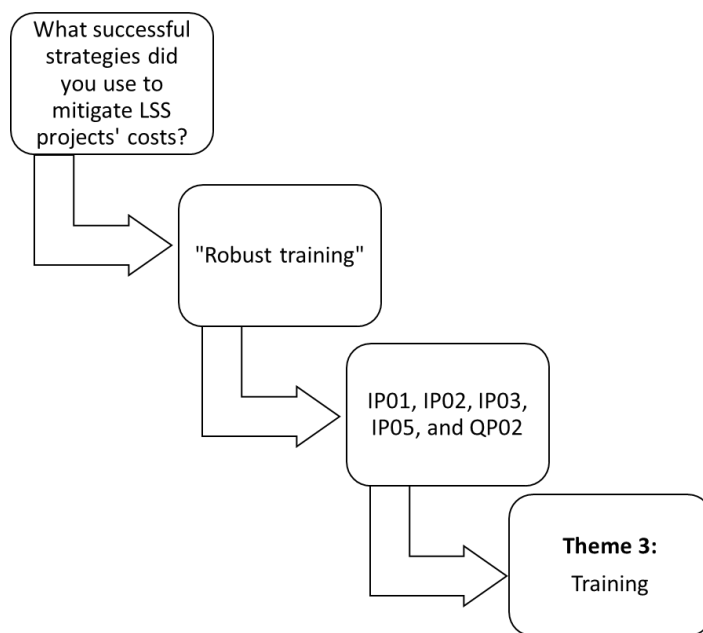 What successful
strategies did
you use to
mitigate LSS
projects' costs?
"Robust training"
IP01, IP02, IP03,
IP05, and QP02
Theme 3:
Training